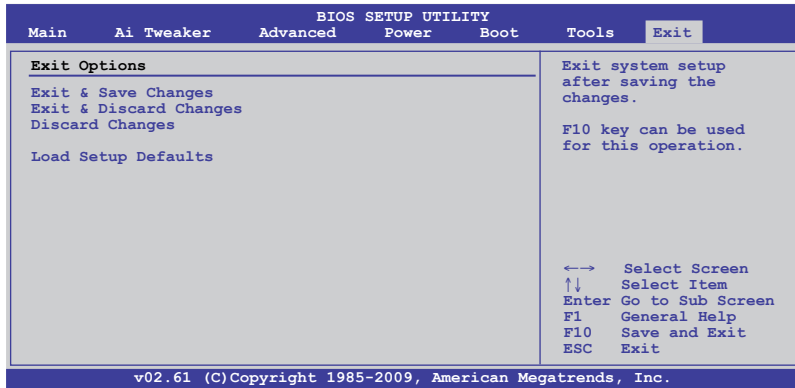 BIOS SETUP UTILITY
Main Ai Tweaker Advanced Power Boot Tools Exit
Exit Options
Exit & Save Changes
Exit & Discard Changes
Discard Changes
Load Setup Defaults
Exit system setup
after saving the
changes.
F10 key can be used
for this operation.
←→ Select Screen
↑↓ Select Item
Enter Go to Sub Screen
F1 General Help
F10 Save and Exit
ESC Exit
v02.61 (C)Copyright 1985-2009, American Megatrends, Inc.